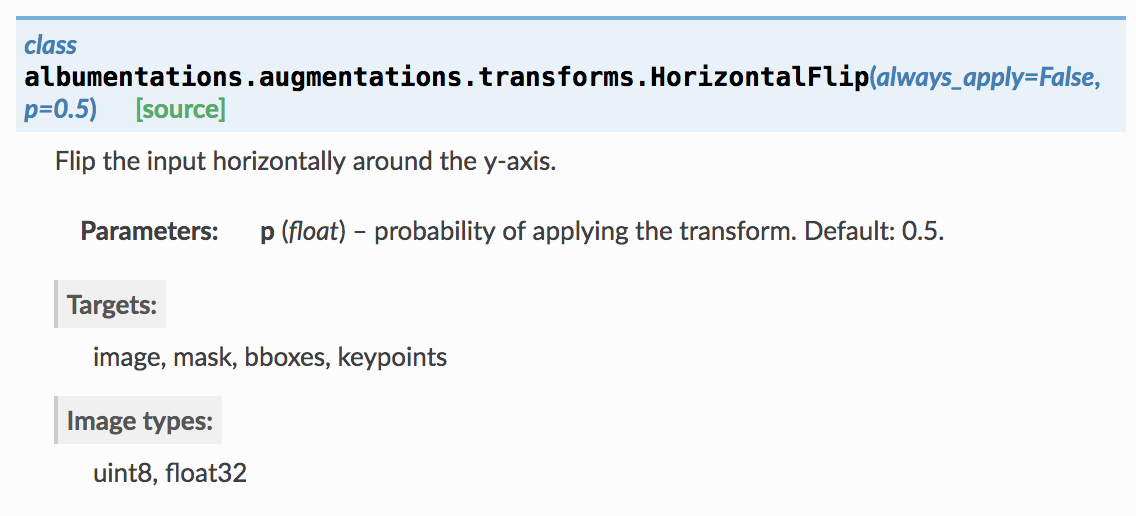 class
albumentations.augmentations.transforms.HorizontalFlip(always_apply=False,
p=0.5) [source]
Flip the input horizontally around the y-axis.
Parameters: p (float) – probability of applying the transform. Default: 0.5.
Targets:
image, mask, bboxes, keypoints
Image types:
uint8, float32